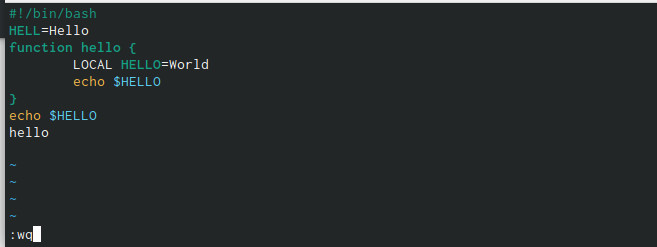 #!/bin/bash
HELL=Hello
function hello {
        LOCAL HELLO=World
        echo $HELLO
}
echo $HELLO
hello
~
~
~
~
:wq